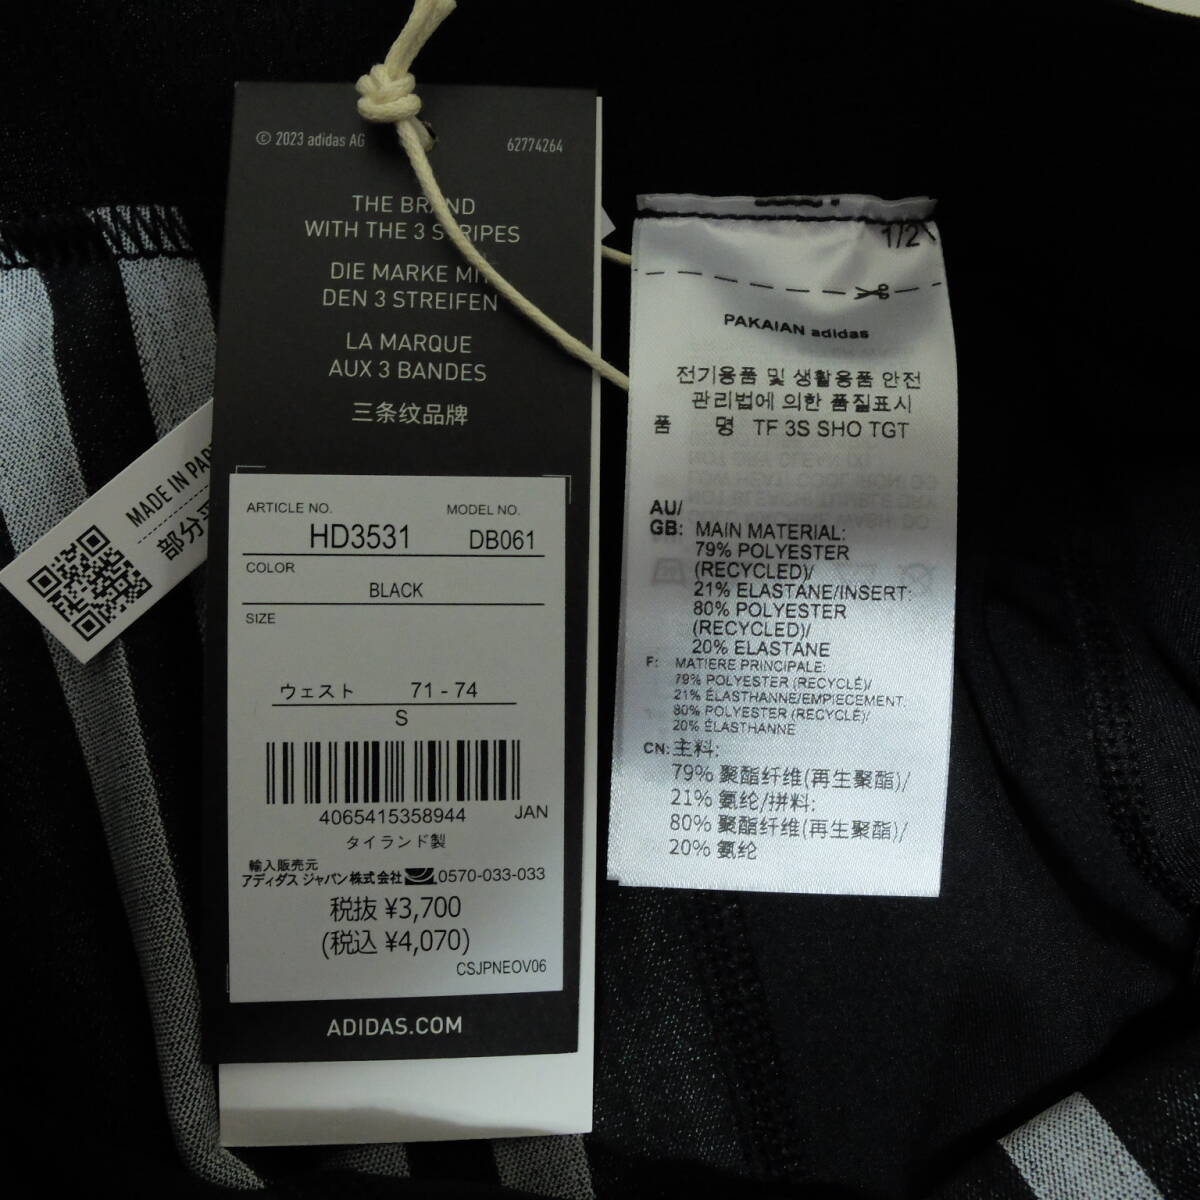 © 2023 adidas AG
62774264
THE BRAND
WITH THE 3 STRIPES
DIE MARKE MIT
DEN 3 STREIFEN
LA MARQUE
AUX 3 BANDES
三条纹品牌
ARTICLE NO.
MODEL NO.
HD3531
DB061
COLOR
BLACK
SIZE
ウェスト 71 - 74
S
4065415358944
JAN
タイランド製
輸入販売元
アディダス ジャパン株式会社 0570-033-033
税抜 ¥3,700
(税込 ¥4,070)
CSJPNEOV06
ADIDAS.COM
MADE IN
部分
1/2
PAKAIAN adidas
전기용품 및 생활용품 안전
관리법에 의한 품질표시
품 명 TF 3S SHO TGT
AU/
GB: MAIN MATERIAL:
79% POLYESTER
(RECYCLED)/
21% ELASTANE/INSERT:
80% POLYESTER
(RECYCLED)/
20% ELASTANE
F: MATIERE PRINCIPALE:
79% POLYESTER (RECYCLÉ)/
21% ÉLASTHANNE/EMPIECEMENT:
80% POLYESTER (RECYCLÉ)/
20% ÉLASTHANNE
CN: 主料:
79% 聚酯纤维(再生聚酯)/
21% 氨纶/拼料:
80% 聚酯纤维(再生聚酯)/
20% 氨纶